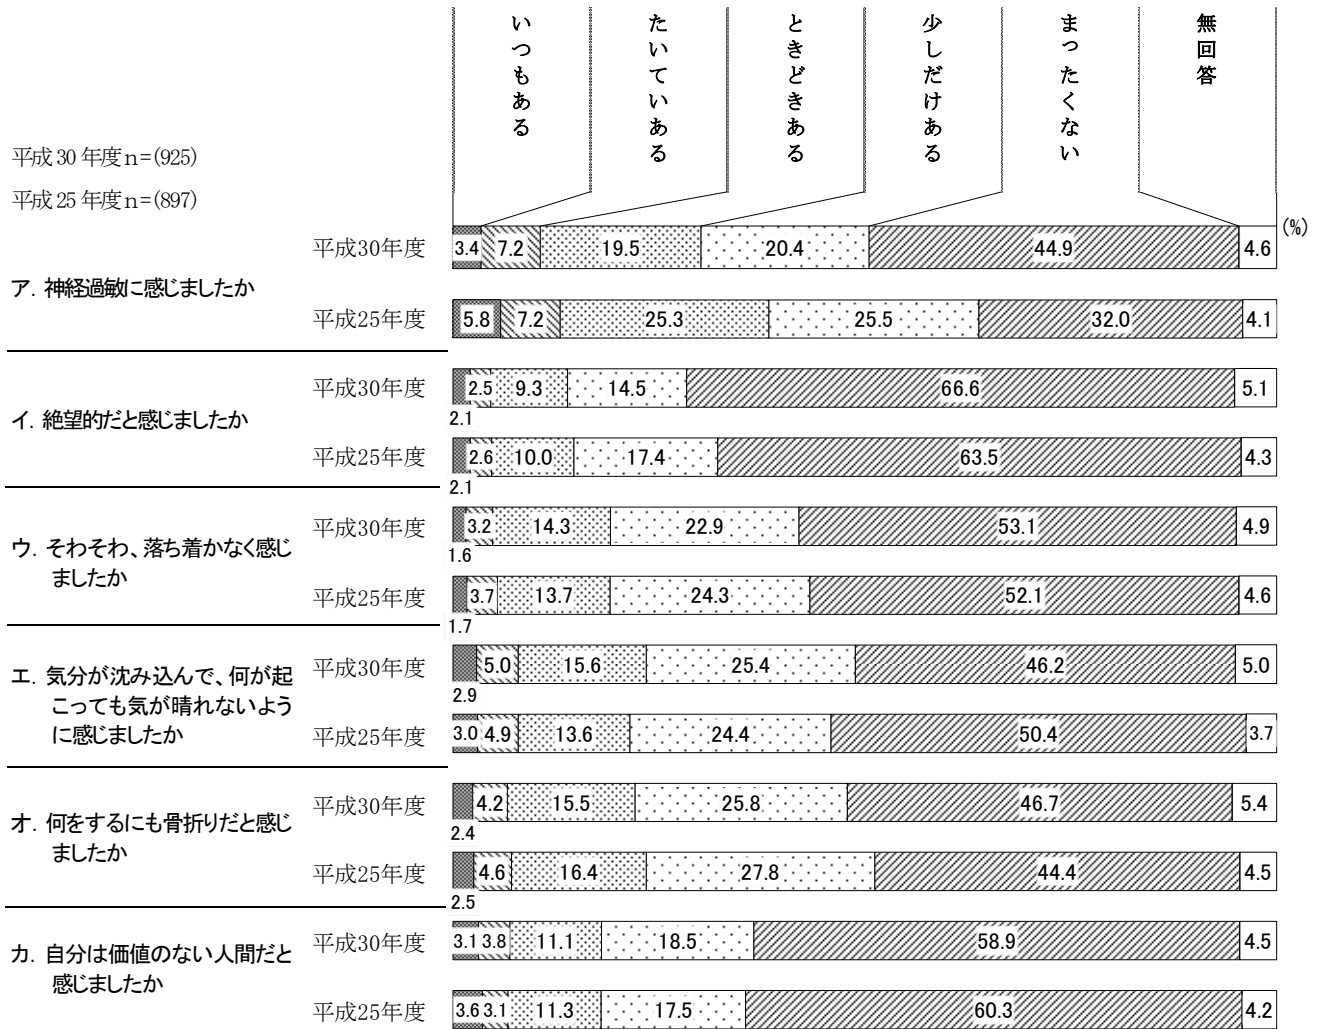 いつもある
たいていある
ときどきある
少しだけある
まったくない
無回答
平成30年度n=(925)
平成25年度n=(897)
(%)
平成30年度 3.4 7.2 19.5 20.4 44.9 4.6
ア. 神経過敏に感じましたか
平成25年度 5.8 7.2 25.3 25.5 32.0 4.1
平成30年度 2.5 9.3 14.5 66.6 5.1
2.1
イ. 絶望的だと感じましたか
平成25年度 2.6 10.0 17.4 63.5 4.3
2.1
平成30年度 3.2 14.3 22.9 53.1 4.9
1.6
ウ. そわそわ、落ち着かなく感じ
ましたか
平成25年度 3.7 13.7 24.3 52.1 4.6
1.7
平成30年度 5.0 15.6 25.4 46.2 5.0
2.9
エ. 気分が沈み込んで、何が起
こっても気が晴れないよう
に感じましたか
平成25年度 3.0 4.9 13.6 24.4 50.4 3.7
平成30年度 4.2 15.5 25.8 46.7 5.4
2.4
オ. 何をするにも骨折りだと感じ
ましたか
平成25年度 4.6 16.4 27.8 44.4 4.5
2.5
平成30年度 3.1 3.8 11.1 18.5 58.9 4.5
カ. 自分は価値のない人間だと
感じましたか
平成25年度 3.6 3.1 11.3 17.5 60.3 4.2